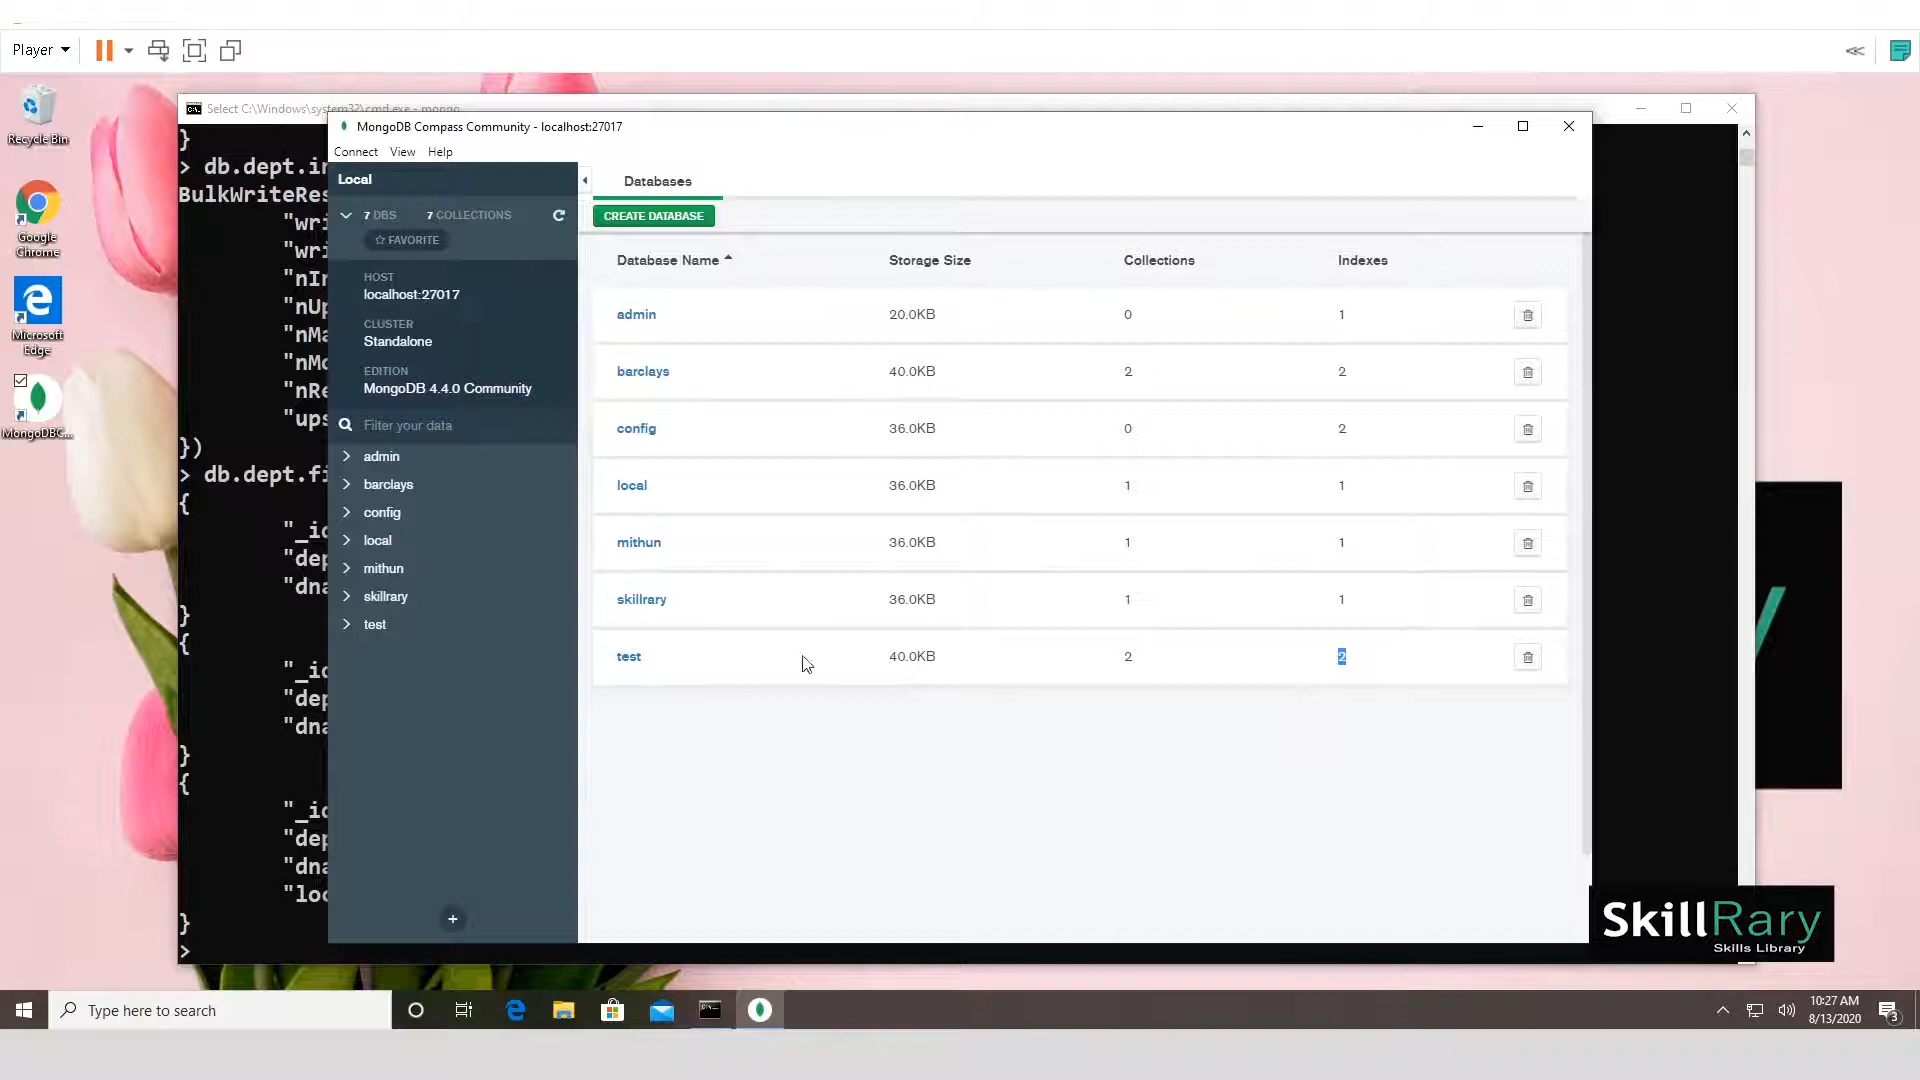 Player
Recycle Bin
Google
Chrome
Microsoft
Edge
MongoDBC...
Select C:\Windows\system32\cmd.exe - mongo
}
> db.dept.in
BulkWriteRes
"wri
"wri
"nIn
"nUp
"nMa
"nMo
"nRe
"ups
})
> db.dept.fi
{
"_id
"dep
"dna
}
{
"_id
"dep
"dna
}
{
"_id
"dep
"dna
"loc
}
>
MongoDB Compass Community - localhost:27017
Connect View Help
Local
7 DBS 7 COLLECTIONS
FAVORITE
HOST
localhost:27017
CLUSTER
Standalone
EDITION
MongoDB 4.4.0 Community
Filter your data
admin
barclays
config
local
mithun
skillrary
test
+
Databases
CREATE DATABASE
Database Name Storage Size Collections Indexes
admin 20.0KB 0 1
barclays 40.0KB 2 2
config 36.0KB 0 2
local 36.0KB 1 1
mithun 36.0KB 1 1
skillrary 36.0KB 1 1
test 40.0KB 2 2
SkillRary
Skills Library
Type here to search
10:27 AM
8/13/2020
3